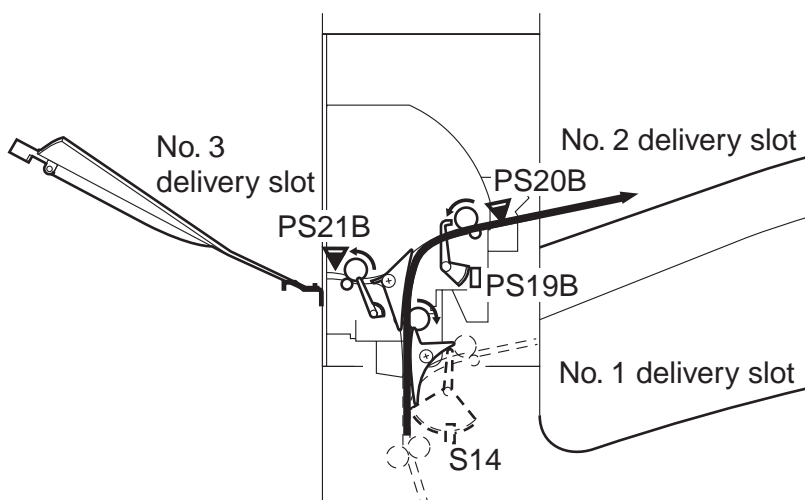 No. 3
delivery slot
No. 2 delivery slot
PS20B
PS21B
PS19B
No. 1 delivery slot
S14